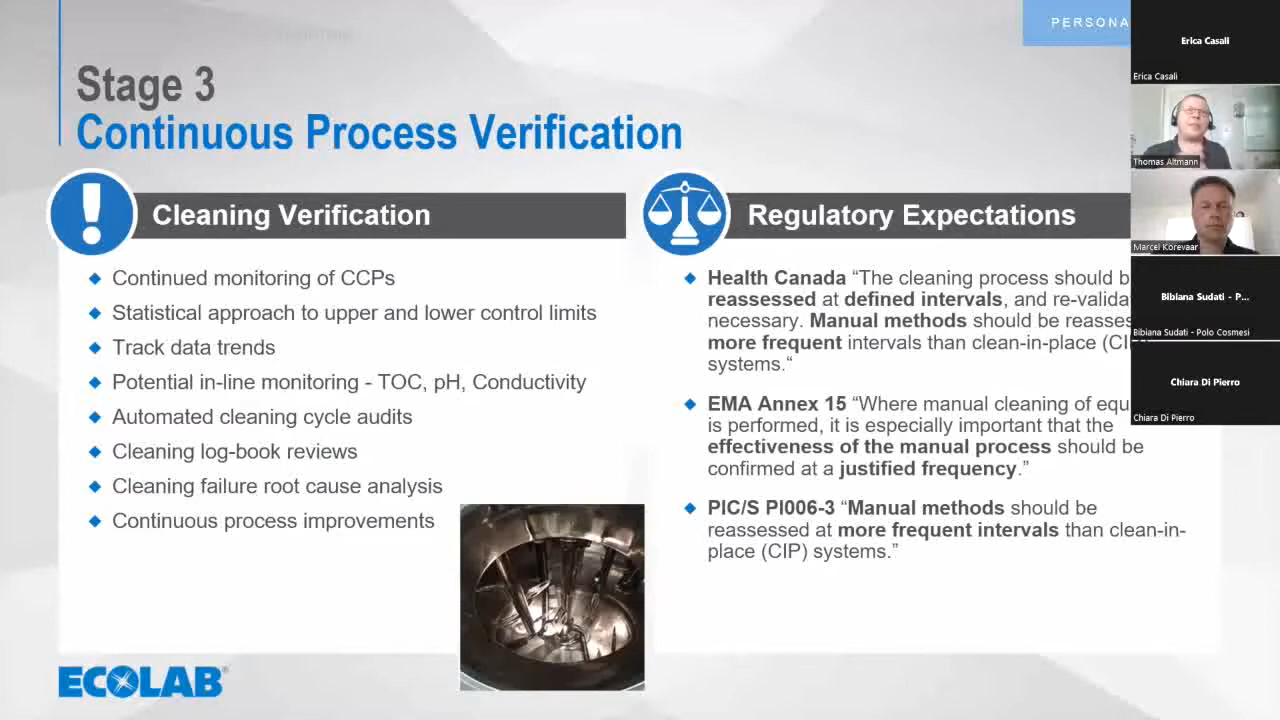 PERSONA
Stage 3
Continuous Process Verification
Cleaning Verification
Continued monitoring of CCPs
Statistical approach to upper and lower control limits
Track data trends
Potential in-line monitoring - TOC, pH, Conductivity
Automated cleaning cycle audits
Cleaning log-book reviews
Cleaning failure root cause analysis
Continuous process improvements
Regulatory Expectations
Health Canada “The cleaning process should b
reassessed at defined intervals, and re-valida
necessary. Manual methods should be reasses
more frequent intervals than clean-in-place (CIP)
systems.“
EMA Annex 15 “Where manual cleaning of equ
is performed, it is especially important that the
effectiveness of the manual process should be
confirmed at a justified frequency.”
PIC/S PI006-3 “Manual methods should be
reassessed at more frequent intervals than clean-in-
place (CIP) systems.”
ECOLAB®
Erica Casali
Erica Casali
Thomas Altmann
Marcel Korevaar
Bibiana Sudati - P...
Bibiana Sudati - Polo Cosmesi
Chiara Di Pierro
Chiara Di Pierro